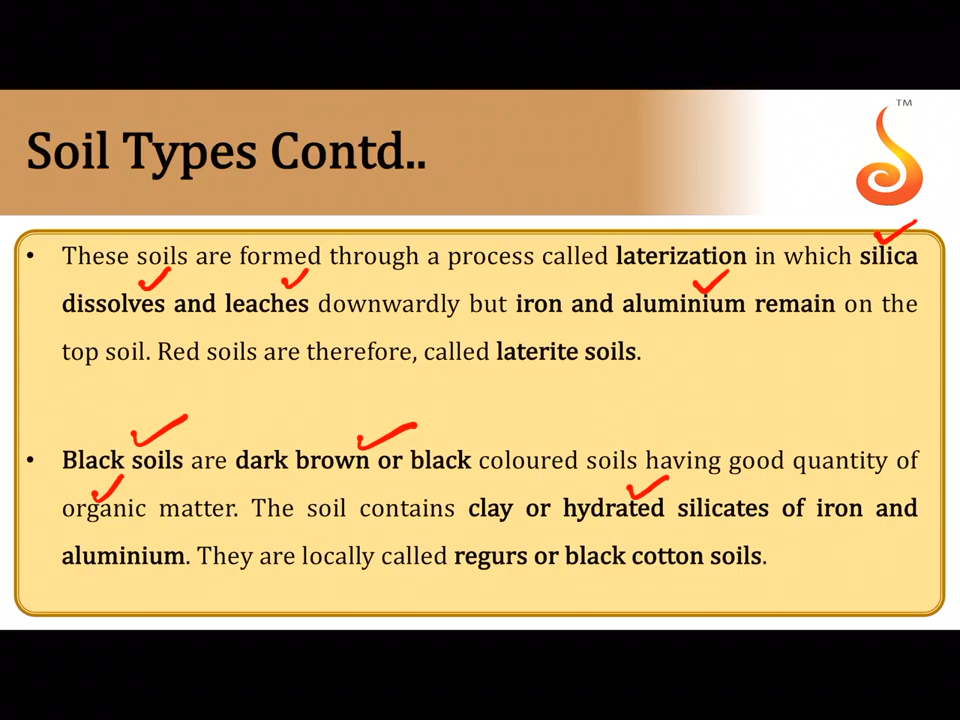 TM
Soil Types Contd..
• These soils are formed through a process called laterization in which silica
dissolves and leaches downwardly but iron and aluminium remain on the
top soil. Red soils are therefore, called laterite soils.
• Black soils are dark brown or black coloured soils having good quantity of
organic matter. The soil contains clay or hydrated silicates of iron and
aluminium. They are locally called regurs or black cotton soils.